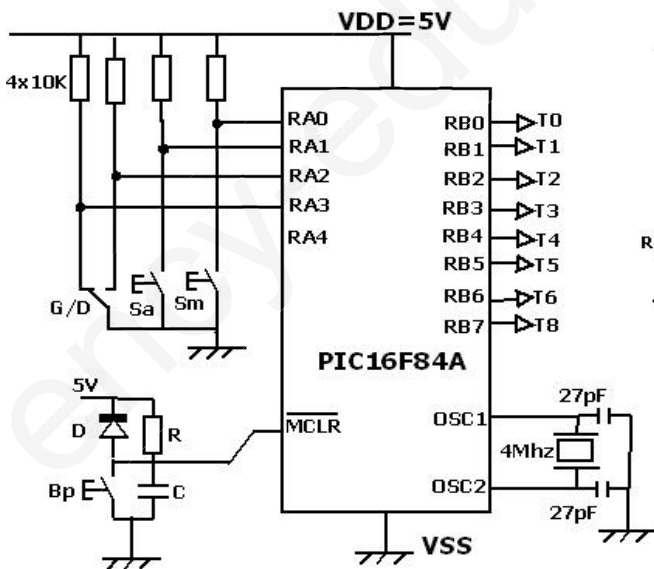 VDD=5V
4x10K
RA0
RA1
RA2
RA3
RA4
G/D
Sa
Sm
RB0
T0
RB1
T1
RB2
T2
RB3
T3
RB4
T4
RB5
T5
RB6
T6
RB7
T8
R
PIC16F84A
5V
D
R
MCLR
Bp
C
OSC1
27pF
4Mhz
OSC2
27pF
VSS